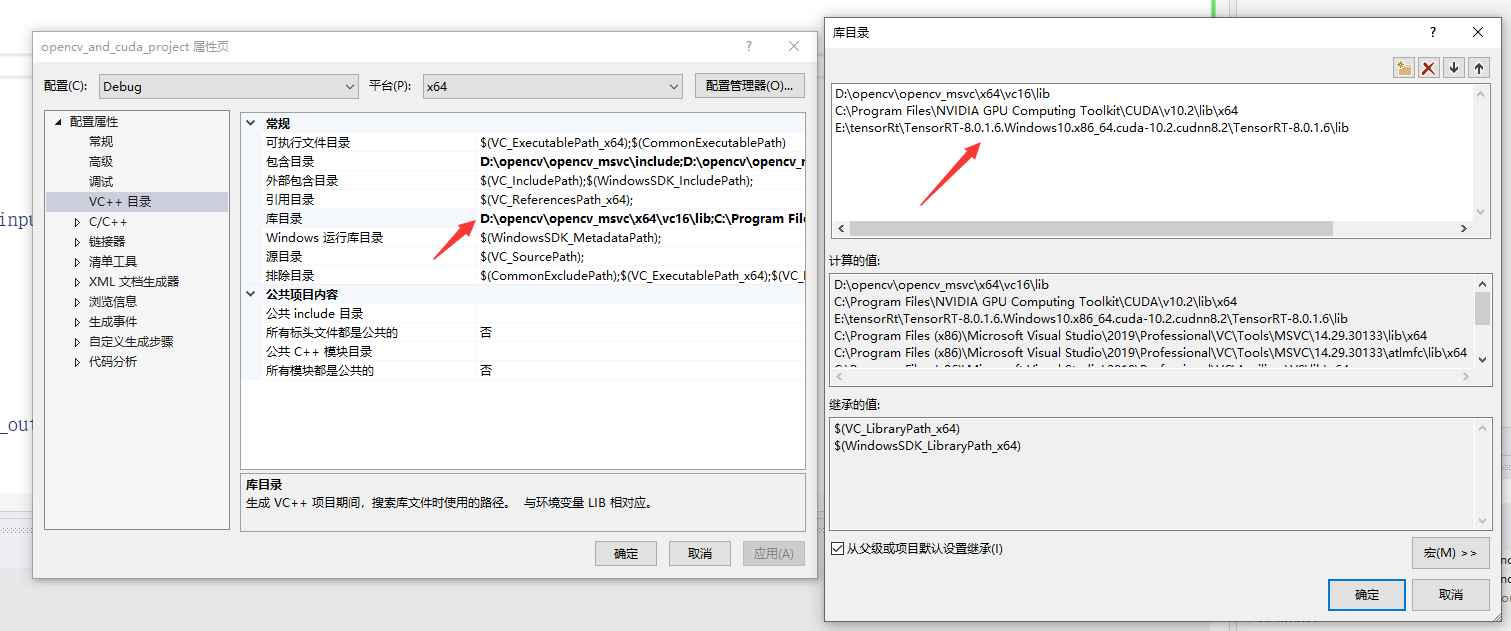 opencv_and_cuda_project 属性页
?
配置(C):
Debug
平台(P):
x64
配置管理器(O)...
配置属性
常规
高级
调试
VC++ 目录
C/C++
链接器
清单工具
XML 文档生成器
浏览信息
生成事件
自定义生成步骤
代码分析
常规
可执行文件目录 $(VC_ExecutablePath_x64);$(CommonExecutablePath)
包含目录 D:\opencv\opencv_msvc\include;D:\opencv\opencv_r
外部包含目录 $(VC_IncludePath);$(WindowsSDK_IncludePath);
引用目录 $(VC_ReferencesPath_x64);
库目录 D:\opencv\opencv_msvc\x64\vc16\lib;C:\Program File
Windows 运行库目录 $(WindowsSDK_MetadataPath);
源目录 $(VC_SourcePath);
排除目录 $(CommonExcludePath);$(VC_ExecutablePath_x64);$(VC_
公共项目内容
公共 include 目录
所有标头文件都是公共的 否
公共 C++ 模块目录
所有模块都是公共的 否
库目录
生成 VC++ 项目期间，搜索库文件时使用的路径。 与环境变量 LIB 相对应。
确定
取消
应用(A)
inpu
_out
库目录
?
D:\opencv\opencv_msvc\x64\vc16\lib
C:\Program Files\NVIDIA GPU Computing Toolkit\CUDA\v10.2\lib\x64
E:\tensorRt\TensorRT-8.0.1.6.Windows10.x86_64.cuda-10.2.cudnn8.2\TensorRT-8.0.1.6\lib
计算的值:
D:\opencv\opencv_msvc\x64\vc16\lib
C:\Program Files\NVIDIA GPU Computing Toolkit\CUDA\v10.2\lib\x64
E:\tensorRt\TensorRT-8.0.1.6.Windows10.x86_64.cuda-10.2.cudnn8.2\TensorRT-8.0.1.6\lib
C:\Program Files (x86)\Microsoft Visual Studio\2019\Professional\VC\Tools\MSVC\14.29.30133\lib\x64
C:\Program Files (x86)\Microsoft Visual Studio\2019\Professional\VC\Tools\MSVC\14.29.30133\atlmfc\lib\x64
继承的值:
$(VC_LibraryPath_x64)
$(WindowsSDK_LibraryPath_x64)
从父级或项目默认设置继承(I)
宏(M) >>
确定
取消